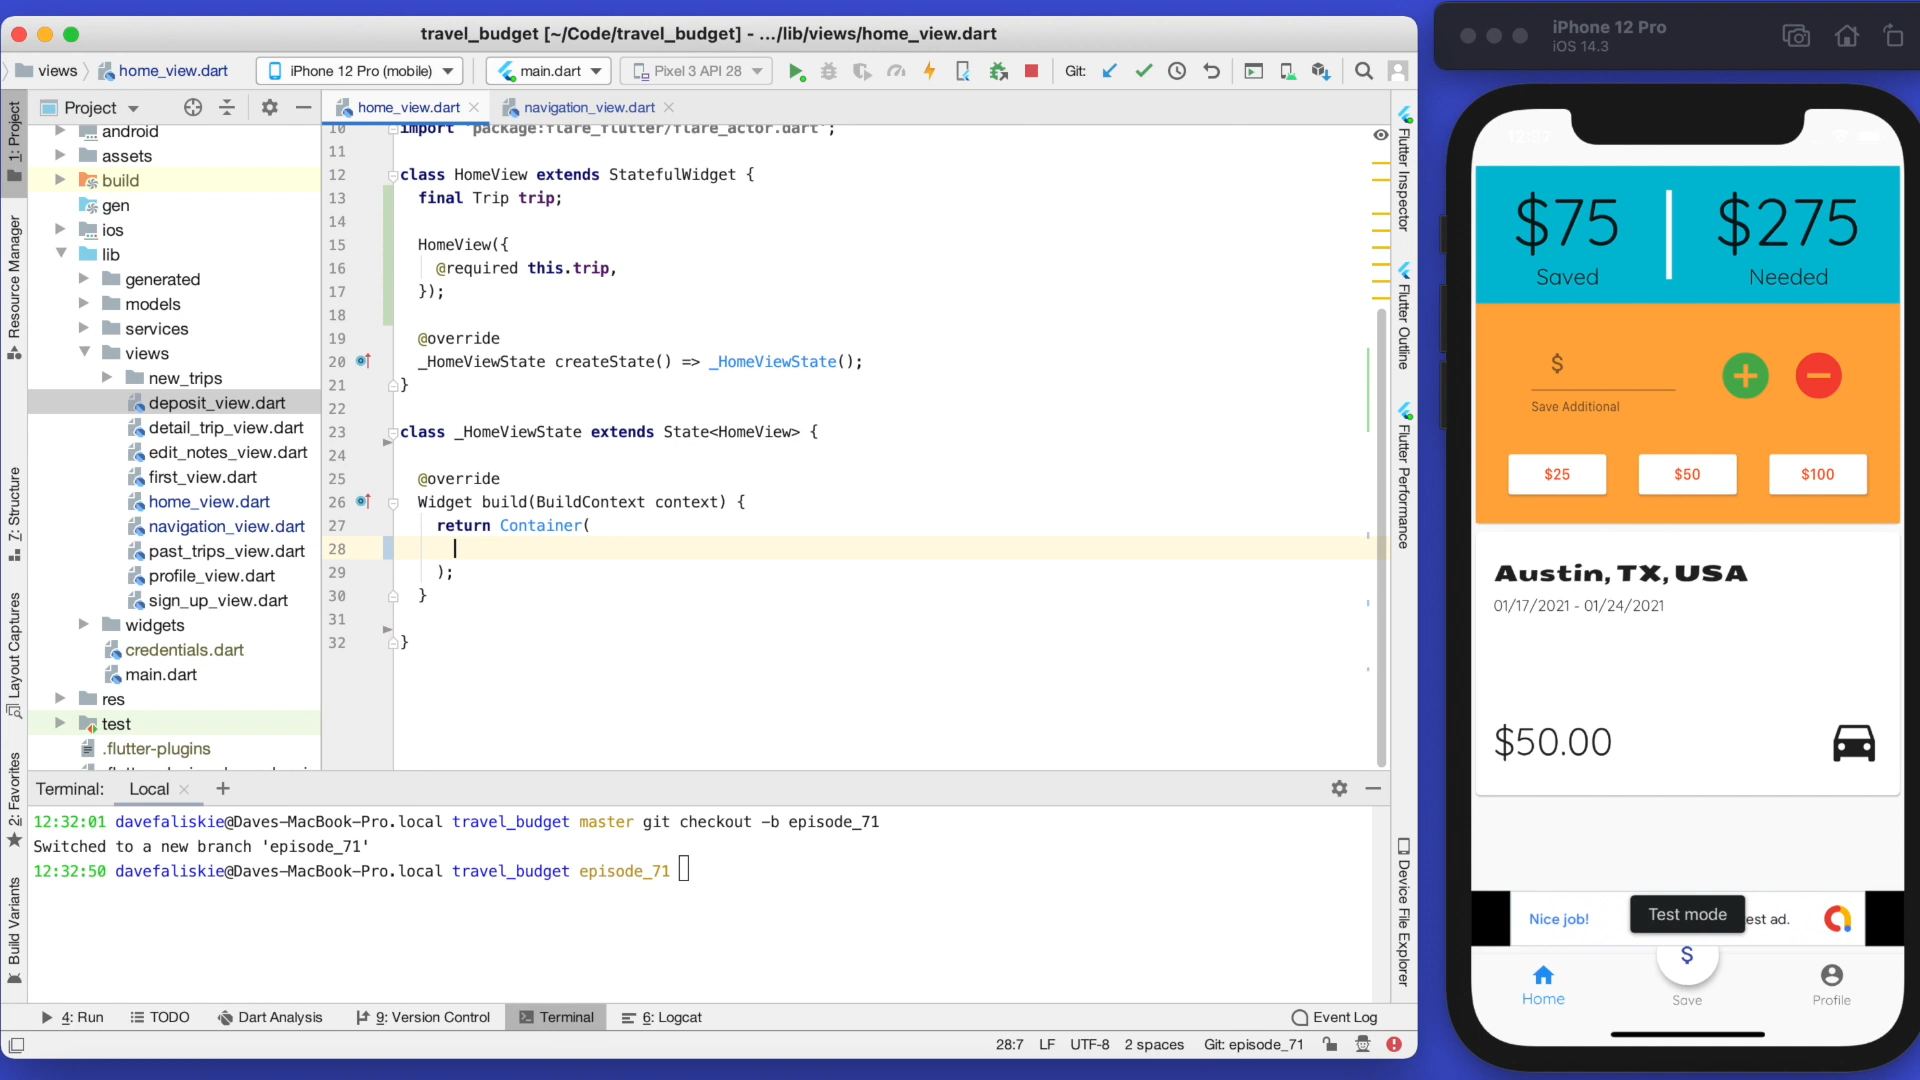 travel_budget [~/Code/travel_budget] - .../lib/views/home_view.dart
views
home_view.dart
iPhone 12 Pro (mobile)
main.dart
Pixel 3 API 28
Git:
Project
home_view.dart
navigation_view.dart
1: Project
Resource Manager
7: Structure
Layout Captures
2: Favorites
Build Variants
android
assets
build
gen
ios
lib
generated
models
services
views
new_trips
deposit_view.dart
detail_trip_view.dart
edit_notes_view.dart
first_view.dart
home_view.dart
navigation_view.dart
past_trips_view.dart
profile_view.dart
sign_up_view.dart
widgets
credentials.dart
main.dart
res
test
.flutter-plugins
10 import 'package:flare_flutter/flare_actor.dart';
11
12 class HomeView extends StatefulWidget {
13 final Trip trip;
14
15 HomeView({
16 @required this.trip,
17 });
18
19 @override
20 _HomeViewState createState() => _HomeViewState();
21 }
22
23 class _HomeViewState extends State<HomeView> {
24
25 @override
26 Widget build(BuildContext context) {
27 return Container(
28
29 );
30 }
31
32 }
Flutter Inspector
Flutter Outline
Flutter Performance
Device File Explorer
Terminal: Local
12:32:01 davefaliskie@Daves-MacBook-Pro.local travel_budget master git checkout -b episode_71
Switched to a new branch 'episode_71'
12:32:50 davefaliskie@Daves-MacBook-Pro.local travel_budget episode_71
4: Run
TODO
Dart Analysis
9: Version Control
Terminal
6: Logcat
Event Log
28:7 LF UTF-8 2 spaces Git: episode_71
iPhone 12 Pro
iOS 14.3
$75
Saved
$275
Needed
$
Save Additional
$25
$50
$100
Austin, TX, USA
01/17/2021 - 01/24/2021
$50.00
Nice job!
Test mode
est ad.
$
Home
Save
Profile